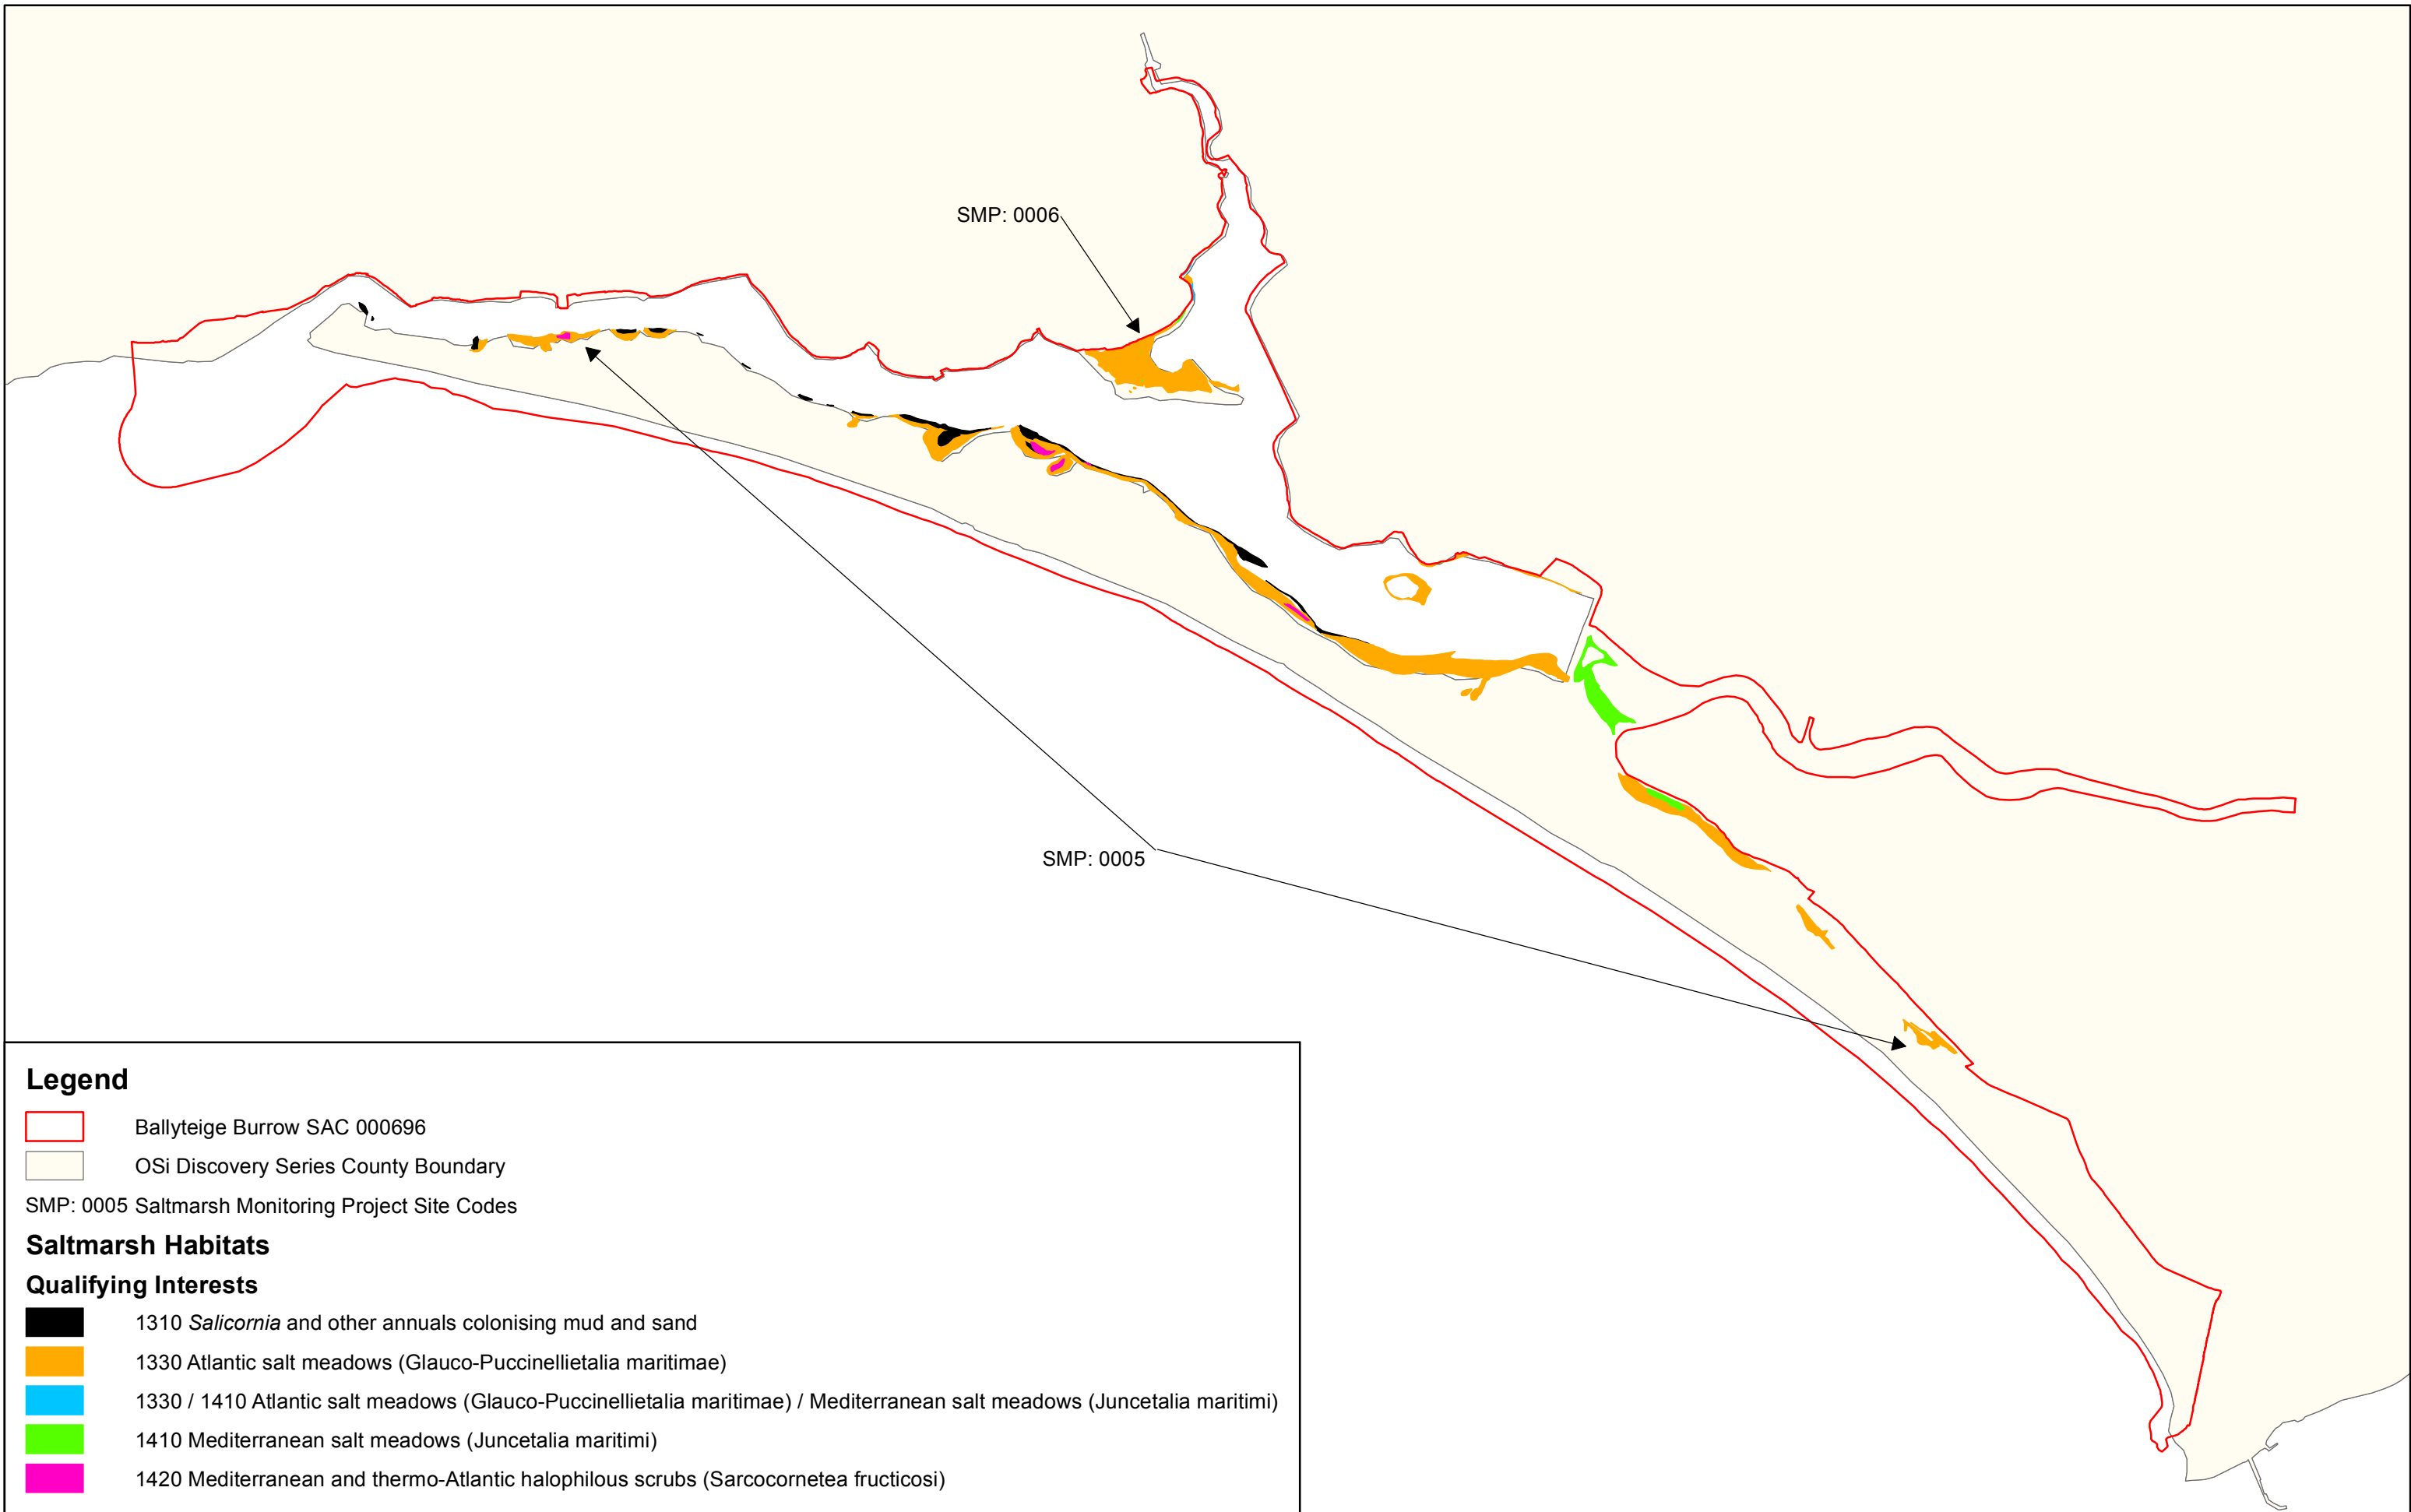 SMP: 0006
SMP: 0005
Legend
Ballyteige Burrow SAC 000696
OSi Discovery Series County Boundary
SMP: 0005 Saltmarsh Monitoring Project Site Codes
Saltmarsh Habitats
Qualifying Interests
1310 Salicornia and other annuals colonising mud and sand
1330 Atlantic salt meadows (Glauco-Puccinellietalia maritimae)
1330 / 1410 Atlantic salt meadows (Glauco-Puccinellietalia maritimae) / Mediterranean salt meadows (Juncetalia maritimi)
1410 Mediterranean salt meadows (Juncetalia maritimi)
1420 Mediterranean and thermo-Atlantic halophilous scrubs (Sarcocornetea fructicosi)